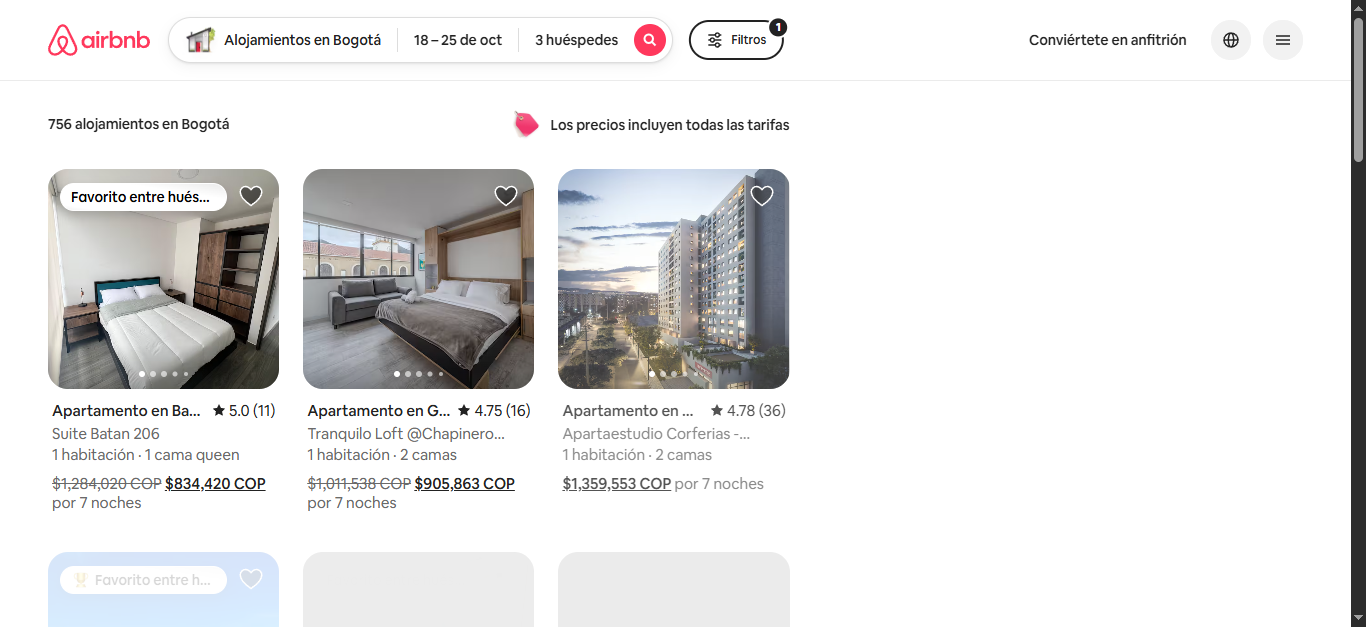 airbnb
Alojamientos en Bogotá
18 – 25 de oct
3 huéspedes
Filtros
1
Conviértete en anfitrión
756 alojamientos en Bogotá
Los precios incluyen todas las tarifas
Favorito entre hués...
Apartamento en Ba... ★ 5.0 (11)
Suite Batan 206
1 habitación · 1 cama queen
$1,284,020 COP $834,420 COP
por 7 noches
Apartamento en G... ★ 4.75 (16)
Tranquilo Loft @Chapinero...
1 habitación · 2 camas
$1,011,538 COP $905,863 COP
por 7 noches
Apartamento en ... ★ 4.78 (36)
Apartaestudio Corferias -...
1 habitación · 2 camas
$1,359,553 COP por 7 noches
Favorito entre h...